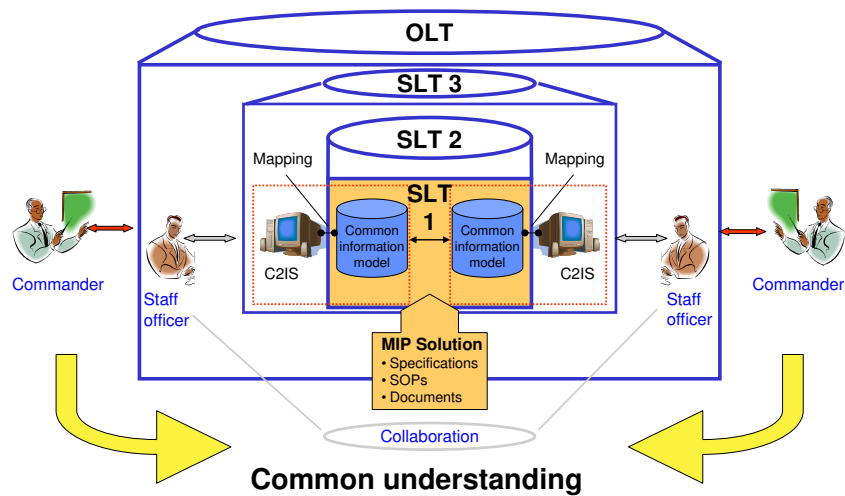 OLT
SLT 3
SLT 2
Mapping
Mapping
SLT
1
Common
information
model
Common
information
model
C2IS
C2IS
Commander
Commander
Staff
officer
Staff
officer
MIP Solution
• Specifications
• SOPs
• Documents
Collaboration
Common understanding